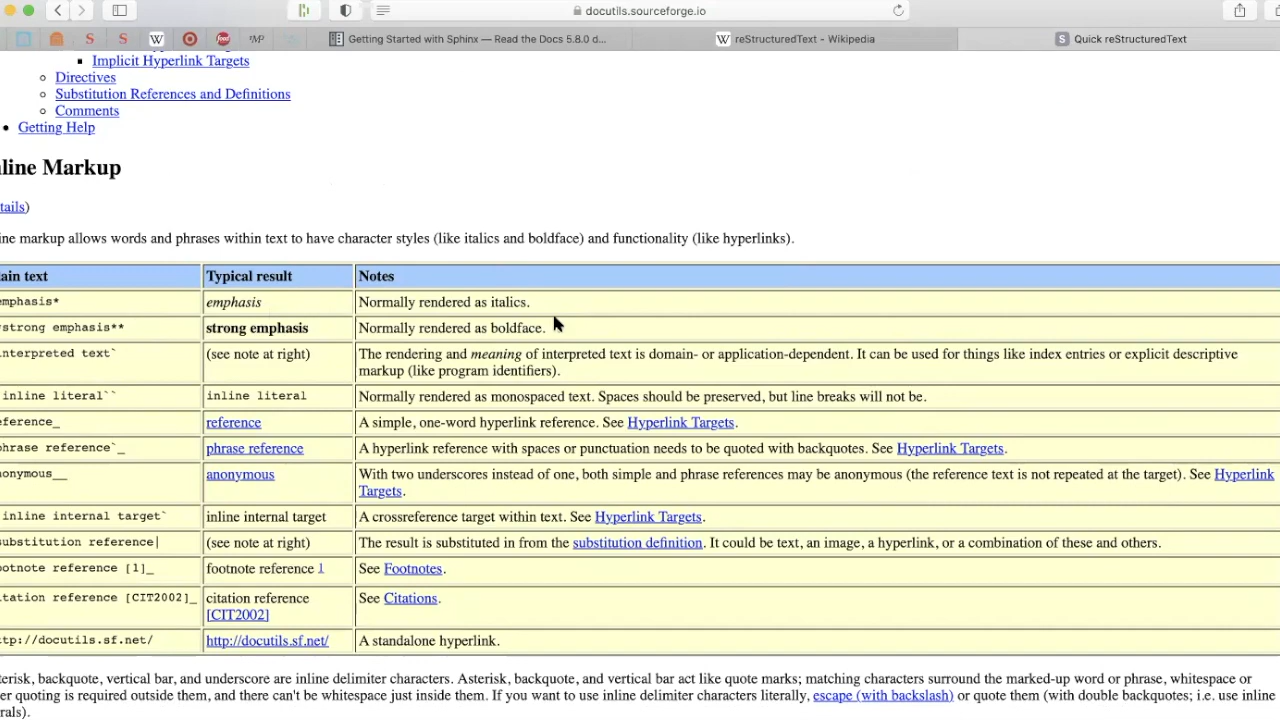 docutils.sourceforge.io
Getting Started with Sphinx — Read the Docs 5.8.0 d...
reStructuredText - Wikipedia
Quick reStructuredText
Implicit Hyperlink Targets
Directives
Substitution References and Definitions
Comments
Getting Help
line Markup
tails)
ine markup allows words and phrases within text to have character styles (like italics and boldface) and functionality (like hyperlinks).
ain text Typical result Notes
emphasis* emphasis Normally rendered as italics.
strong emphasis** strong emphasis Normally rendered as boldface.
interpreted text` (see note at right) The rendering and meaning of interpreted text is domain- or application-dependent. It can be used for things like index entries or explicit descriptive
markup (like program identifiers).
inline literal`` inline literal Normally rendered as monospaced text. Spaces should be preserved, but line breaks will not be.
eference_ reference A simple, one-word hyperlink reference. See Hyperlink Targets.
phrase reference`_ phrase reference A hyperlink reference with spaces or punctuation needs to be quoted with backquotes. See Hyperlink Targets.
nonymous__ anonymous With two underscores instead of one, both simple and phrase references may be anonymous (the reference text is not repeated at the target). See Hyperlink
Targets.
inline internal target` inline internal target A crossreference target within text. See Hyperlink Targets.
substitution reference| (see note at right) The result is substituted in from the substitution definition. It could be text, an image, a hyperlink, or a combination of these and others.
ootnote reference [1]_ footnote reference 1 See Footnotes.
itation reference [CIT2002]_ citation reference See Citations.
[CIT2002]
ttp://docutils.sf.net/ http://docutils.sf.net/ A standalone hyperlink.
terisk, backquote, vertical bar, and underscore are inline delimiter characters. Asterisk, backquote, and vertical bar act like quote marks; matching characters surround the marked-up word or phrase, whitespace or
er quoting is required outside them, and there can't be whitespace just inside them. If you want to use inline delimiter characters literally, escape (with backslash) or quote them (with double backquotes; i.e. use inline
rals).